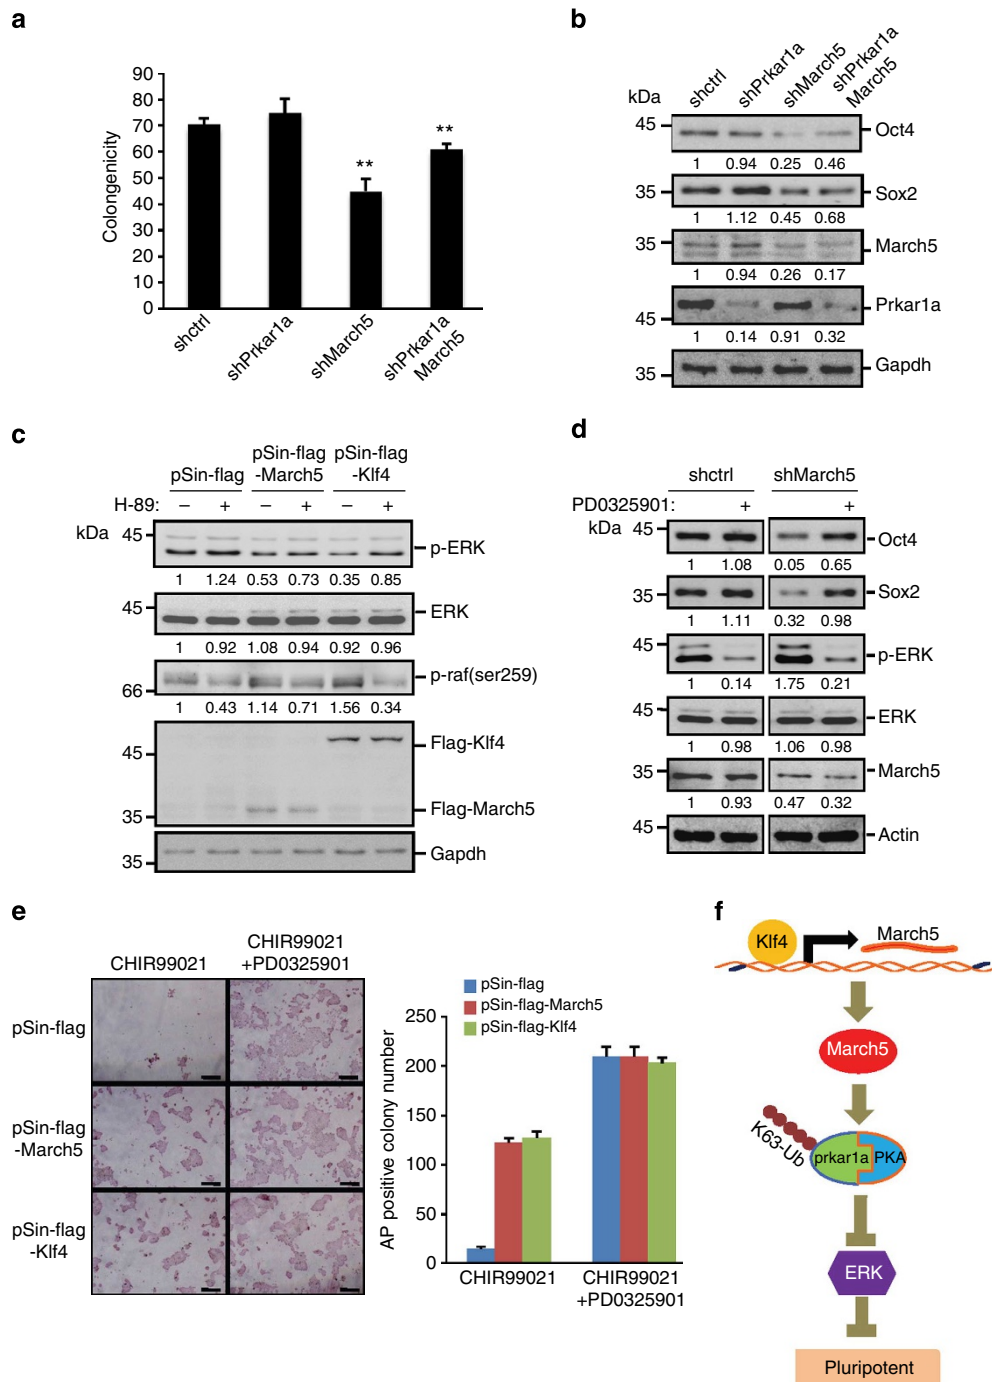 a
Colongenicity
90
80
70
60
50
40
30
20
10
0
**
**
shctrl
shPrkar1a
shMarch5
shPrkar1a
March5
b
kDa
shctrl
shPrkar1a
shMarch5
shPrkar1a
March5
45
Oct4
1 0.94 0.25 0.46
35
Sox2
1 1.12 0.45 0.68
35
March5
1 0.94 0.26 0.17
45
Prkar1a
1 0.14 0.91 0.32
35
Gapdh
c
pSin-flag
pSin-flag
-March5
pSin-flag
-Klf4
H-89: − + − + − +
kDa
45
p-ERK
1 1.24 0.53 0.73 0.35 0.85
45
ERK
1 0.92 1.08 0.94 0.92 0.96
66
p-raf(ser259)
1 0.43 1.14 0.71 1.56 0.34
Flag-Klf4
45
Flag-March5
35
Gapdh
35
d
shctrl shMarch5
PD0325901: + +
kDa
45
Oct4
1 1.08 0.05 0.65
35
Sox2
1 1.11 0.32 0.98
45
p-ERK
1 0.14 1.75 0.21
45
ERK
1 0.98 1.06 0.98
35
March5
1 0.93 0.47 0.32
45
Actin
e
CHIR99021
CHIR99021
+PD0325901
pSin-flag
pSin-flag
-March5
pSin-flag
-Klf4
pSin-flag
pSin-flag-March5
pSin-flag-Klf4
AP positive colony number
250
200
150
100
50
0
CHIR99021
CHIR99021
+PD0325901
f
Klf4
March5
March5
K63-Ub
prkar1a
PKA
ERK
Pluripotent